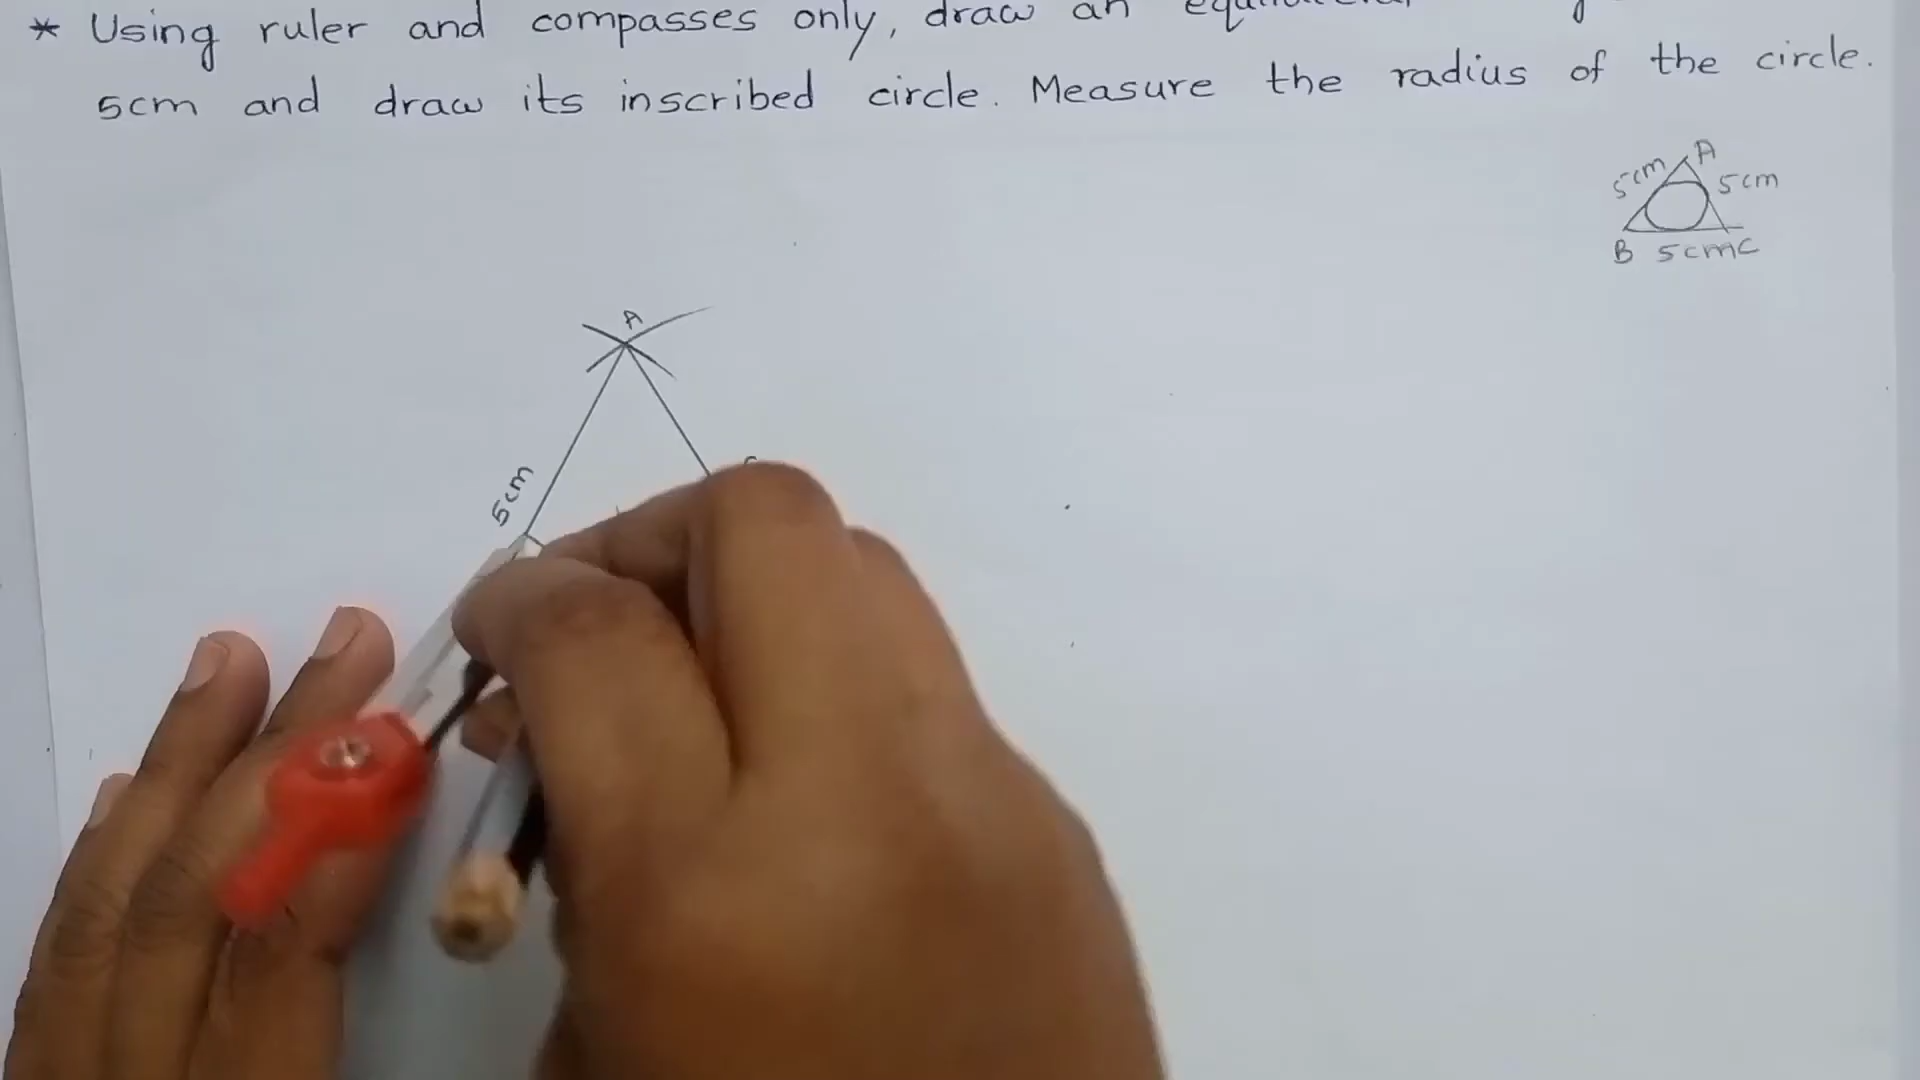 * Using ruler and compasses only, draw an
5cm and draw its inscribed circle. Measure the radius of the circle.
A
5cm
5cm
B 5cm C
A
5cm